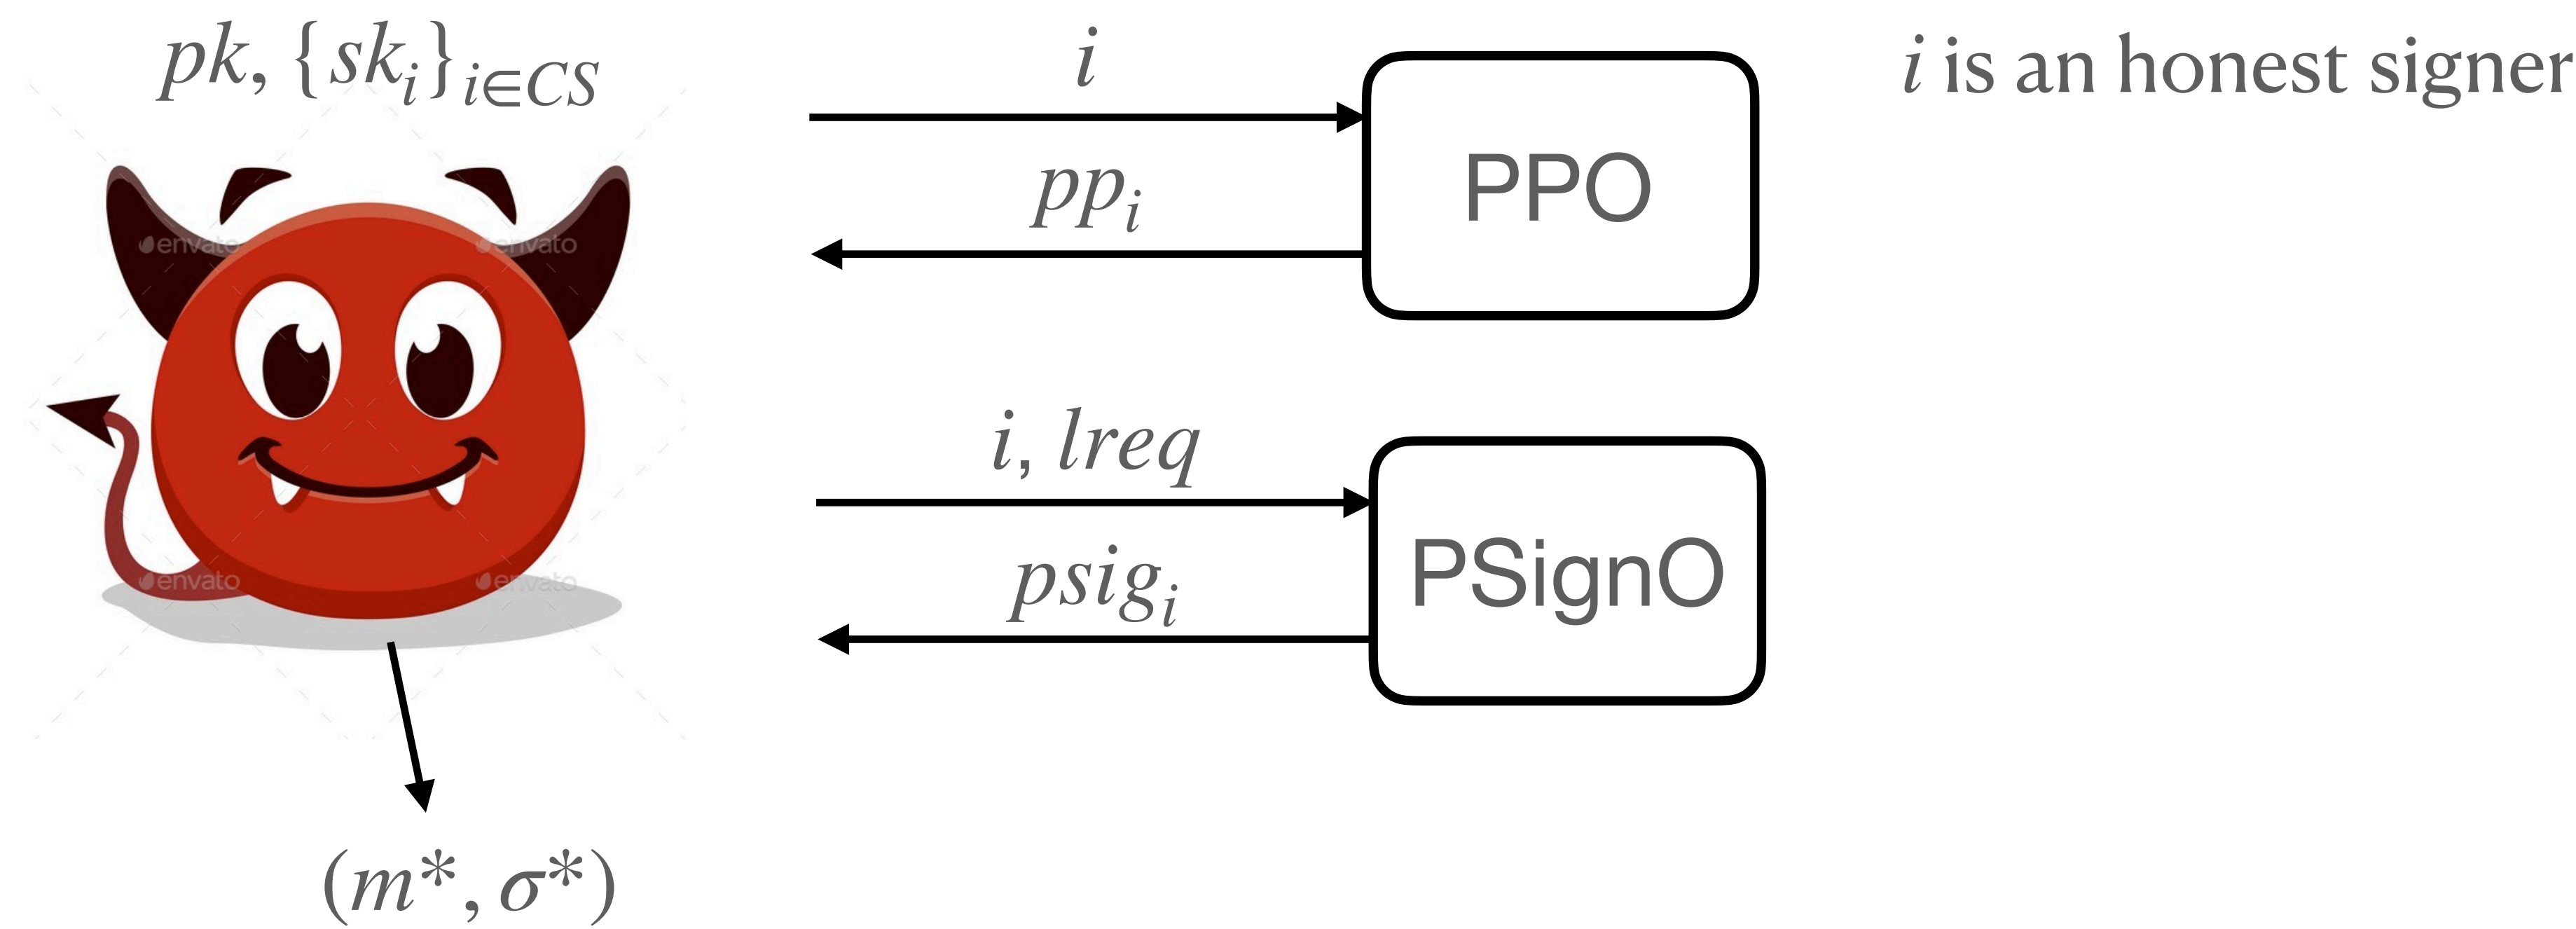 pk, {sk_i}_{i∈CS}
i
i is an honest signer
pp_i
PPO
envato
envato
i, lreq
psig_i
PSignO
envato
envato
(m*, σ*)